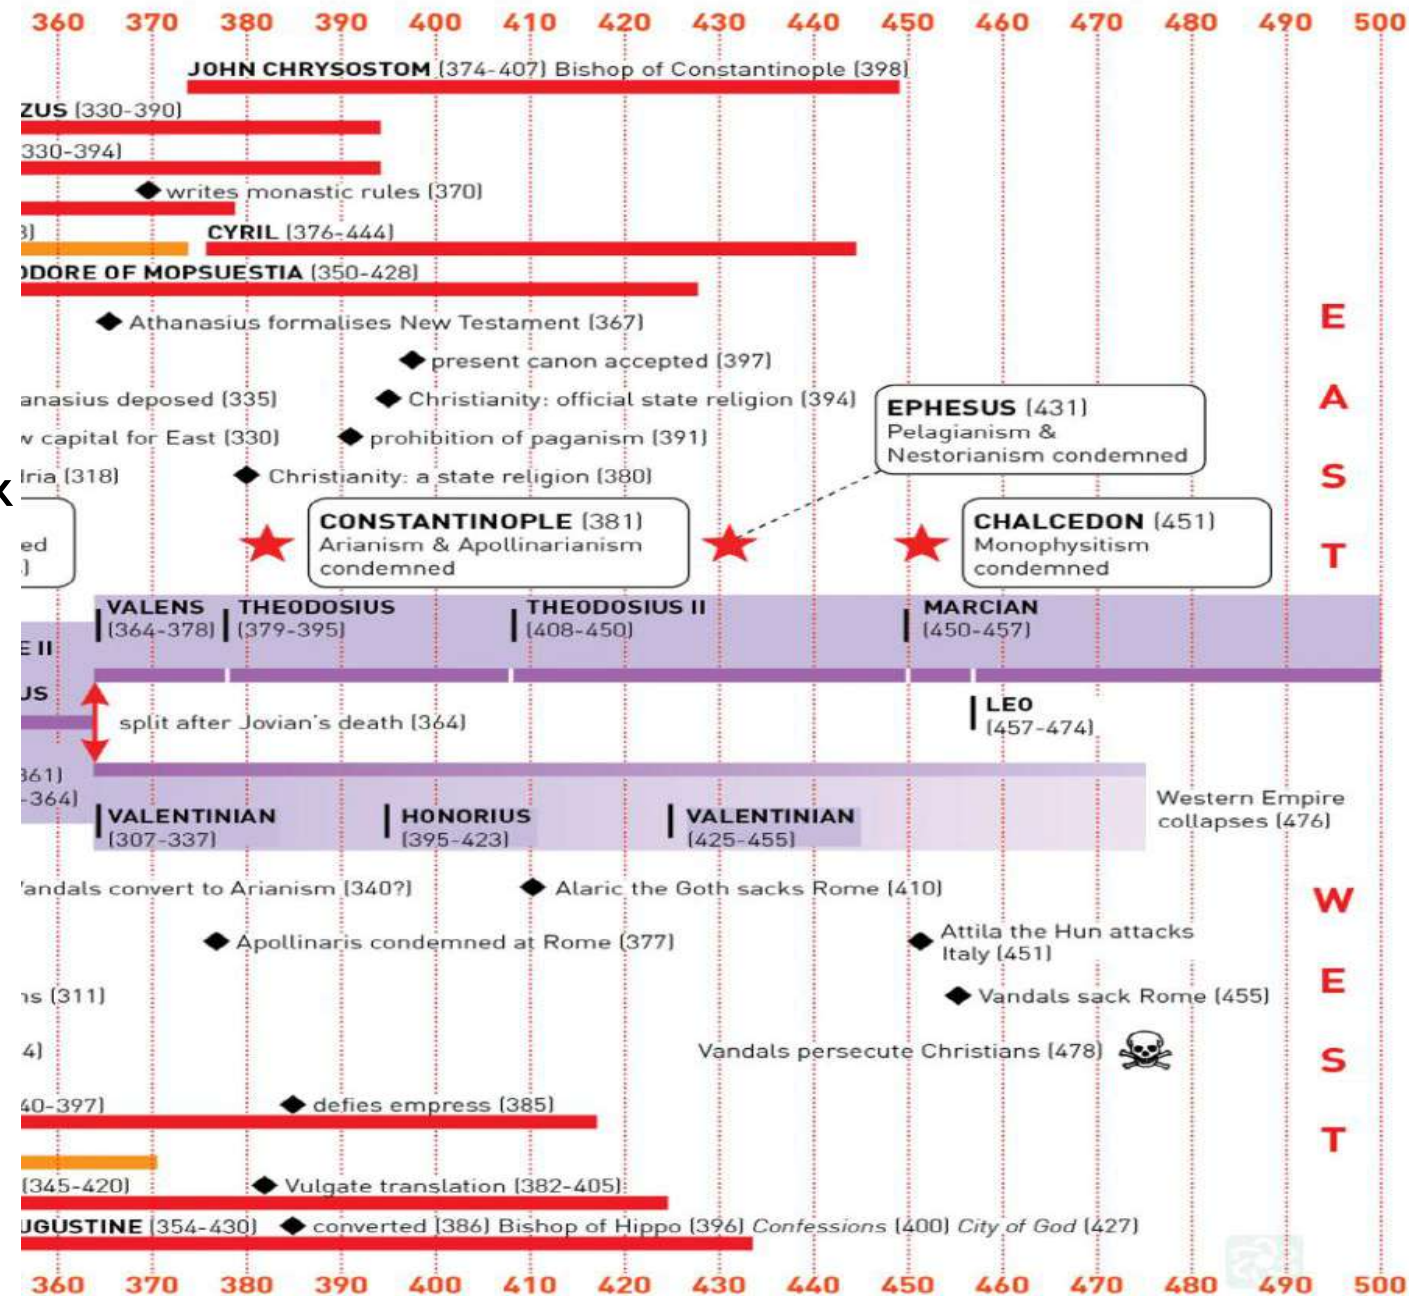 360 370 380 390 400 410 420 430 440 450 460 470 480 490 500
JOHN CHRYSOSTOM (374-407) Bishop of Constantinople (398)
ZUS (330-390)
330-394)
writes monastic rules (370)
3) CYRIL (376-444)
ODORE OF MOPSUESTIA (350-428)
Athanasius formalises New Testament (367)
present canon accepted (397)
anasius deposed (335) Christianity: official state religion (394)
w capital for East (330) prohibition of paganism (391)
ria (318) Christianity: a state religion (380)
EPHESUS (431)
Pelagianism &
Nestorianism condemned
E
A
S
T
x
ed
)
CONSTANTINOPLE (381)
Arianism & Apollinarianism
condemned
CHALCEDON (451)
Monophysitism
condemned
VALENS
(364-378)
THEODOSIUS
(379-395)
THEODOSIUS II
(408-450)
MARCIAN
(450-457)
E II
US
split after Jovian's death (364)
LEO
(457-474)
361)
-364)
VALENTINIAN
(307-337)
HONORIUS
(395-423)
VALENTINIAN
(425-455)
Western Empire
collapses (476)
andals convert to Arianism (340?) Alaric the Goth sacks Rome (410)
Apollinaris condemned at Rome (377)
Attila the Hun attacks
Italy (451)
ns (311) Vandals sack Rome (455)
4) Vandals persecute Christians (478)
W
E
S
T
40-397) defies empress (385)
(345-420) Vulgate translation (382-405)
UGUSTINE (354-430) converted (386) Bishop of Hippo (396) Confessions (400) City of God (427)
360 370 380 390 400 410 420 430 440 450 460 470 480 490 500